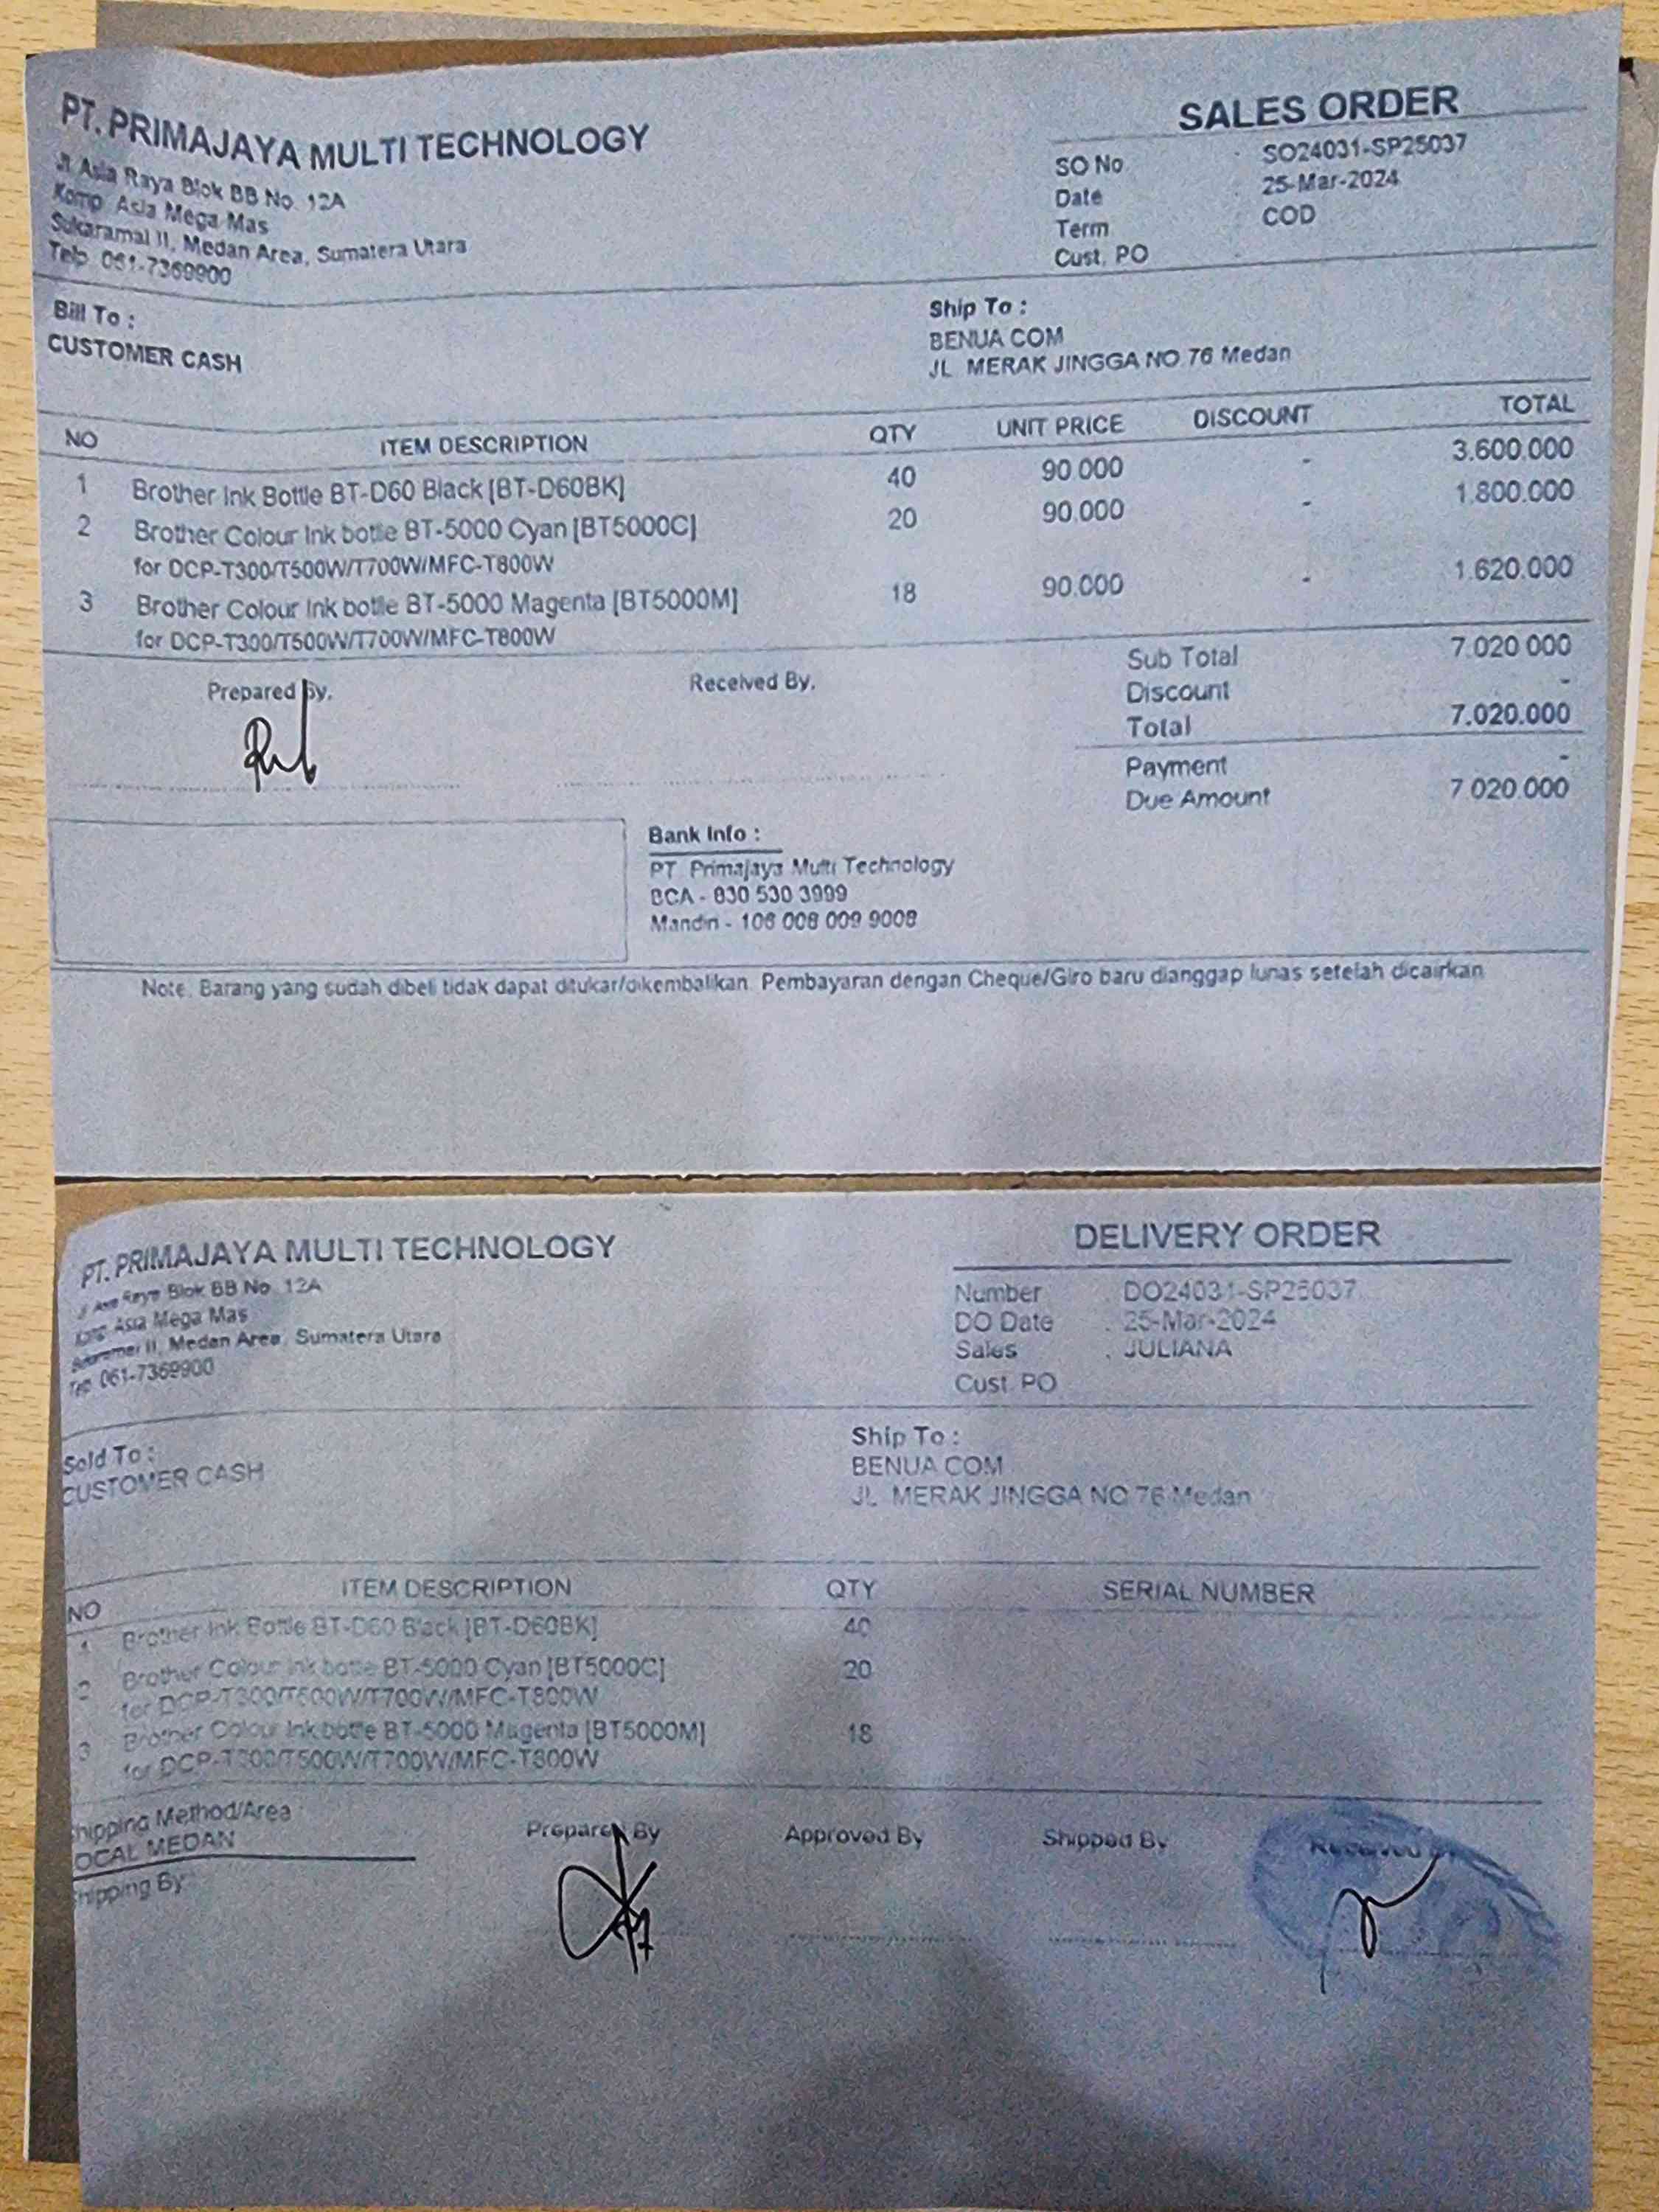 PT. PRIMAJAYA MULTI TECHNOLOGY
Jl. Asia Raya Blok BB No. 12A
Komp. Asia Mega Mas
Sukaramai II, Medan Area, Sumatera Utara
Telp. 061-7369900
SALES ORDER
SO No : SO24031-SP25037
Date : 25-Mar-2024
Term : COD
Cust. PO
Bill To :
CUSTOMER CASH
Ship To :
BENUA COM
JL. MERAK JINGGA NO 76 Medan
NO ITEM DESCRIPTION QTY UNIT PRICE DISCOUNT TOTAL
1 Brother Ink Bottle BT-D60 Black [BT-D60BK] 40 90.000 - 3.600.000
2 Brother Colour Ink bottle BT-5000 Cyan [BT5000C] 20 90.000 - 1.800.000
for DCP-T300/T500W/T700W/MFC-T800W
3 Brother Colour Ink bottle BT-5000 Magenta [BT5000M] 18 90.000 - 1.620.000
for DCP-T300/T500W/T700W/MFC-T800W
Sub Total 7.020.000
Discount -
Total 7.020.000
Payment -
Due Amount 7.020.000
Prepared By,
Received By,
Bank Info :
PT. Primajaya Multi Technology
BCA - 830 530 3999
Mandiri - 106 008 009 9008
Note. Barang yang sudah dibeli tidak dapat ditukar/dikembalikan. Pembayaran dengan Cheque/Giro baru dianggap lunas setelah dicairkan
PT. PRIMAJAYA MULTI TECHNOLOGY
Jl. Asia Raya Blok BB No. 12A
Komp. Asia Mega Mas
Sukaramai II, Medan Area, Sumatera Utara
Telp. 061-7369900
DELIVERY ORDER
Number : DO24031-SP25037
DO Date : 25-Mar-2024
Sales : JULIANA
Cust. PO
Sold To :
CUSTOMER CASH
Ship To :
BENUA COM
JL. MERAK JINGGA NO 76 Medan
NO ITEM DESCRIPTION QTY SERIAL NUMBER
1 Brother Ink Bottle BT-D60 Black [BT-D60BK] 40
2 Brother Colour Ink bottle BT-5000 Cyan [BT5000C] 20
for DCP-T300/T500W/T700W/MFC-T800W
3 Brother Colour Ink bottle BT-5000 Magenta [BT5000M] 18
for DCP-T300/T500W/T700W/MFC-T800W
hipping Method/Area :
OCAL MEDAN
hipping By :
Prepared By
Approved By
Shipped By
Received By